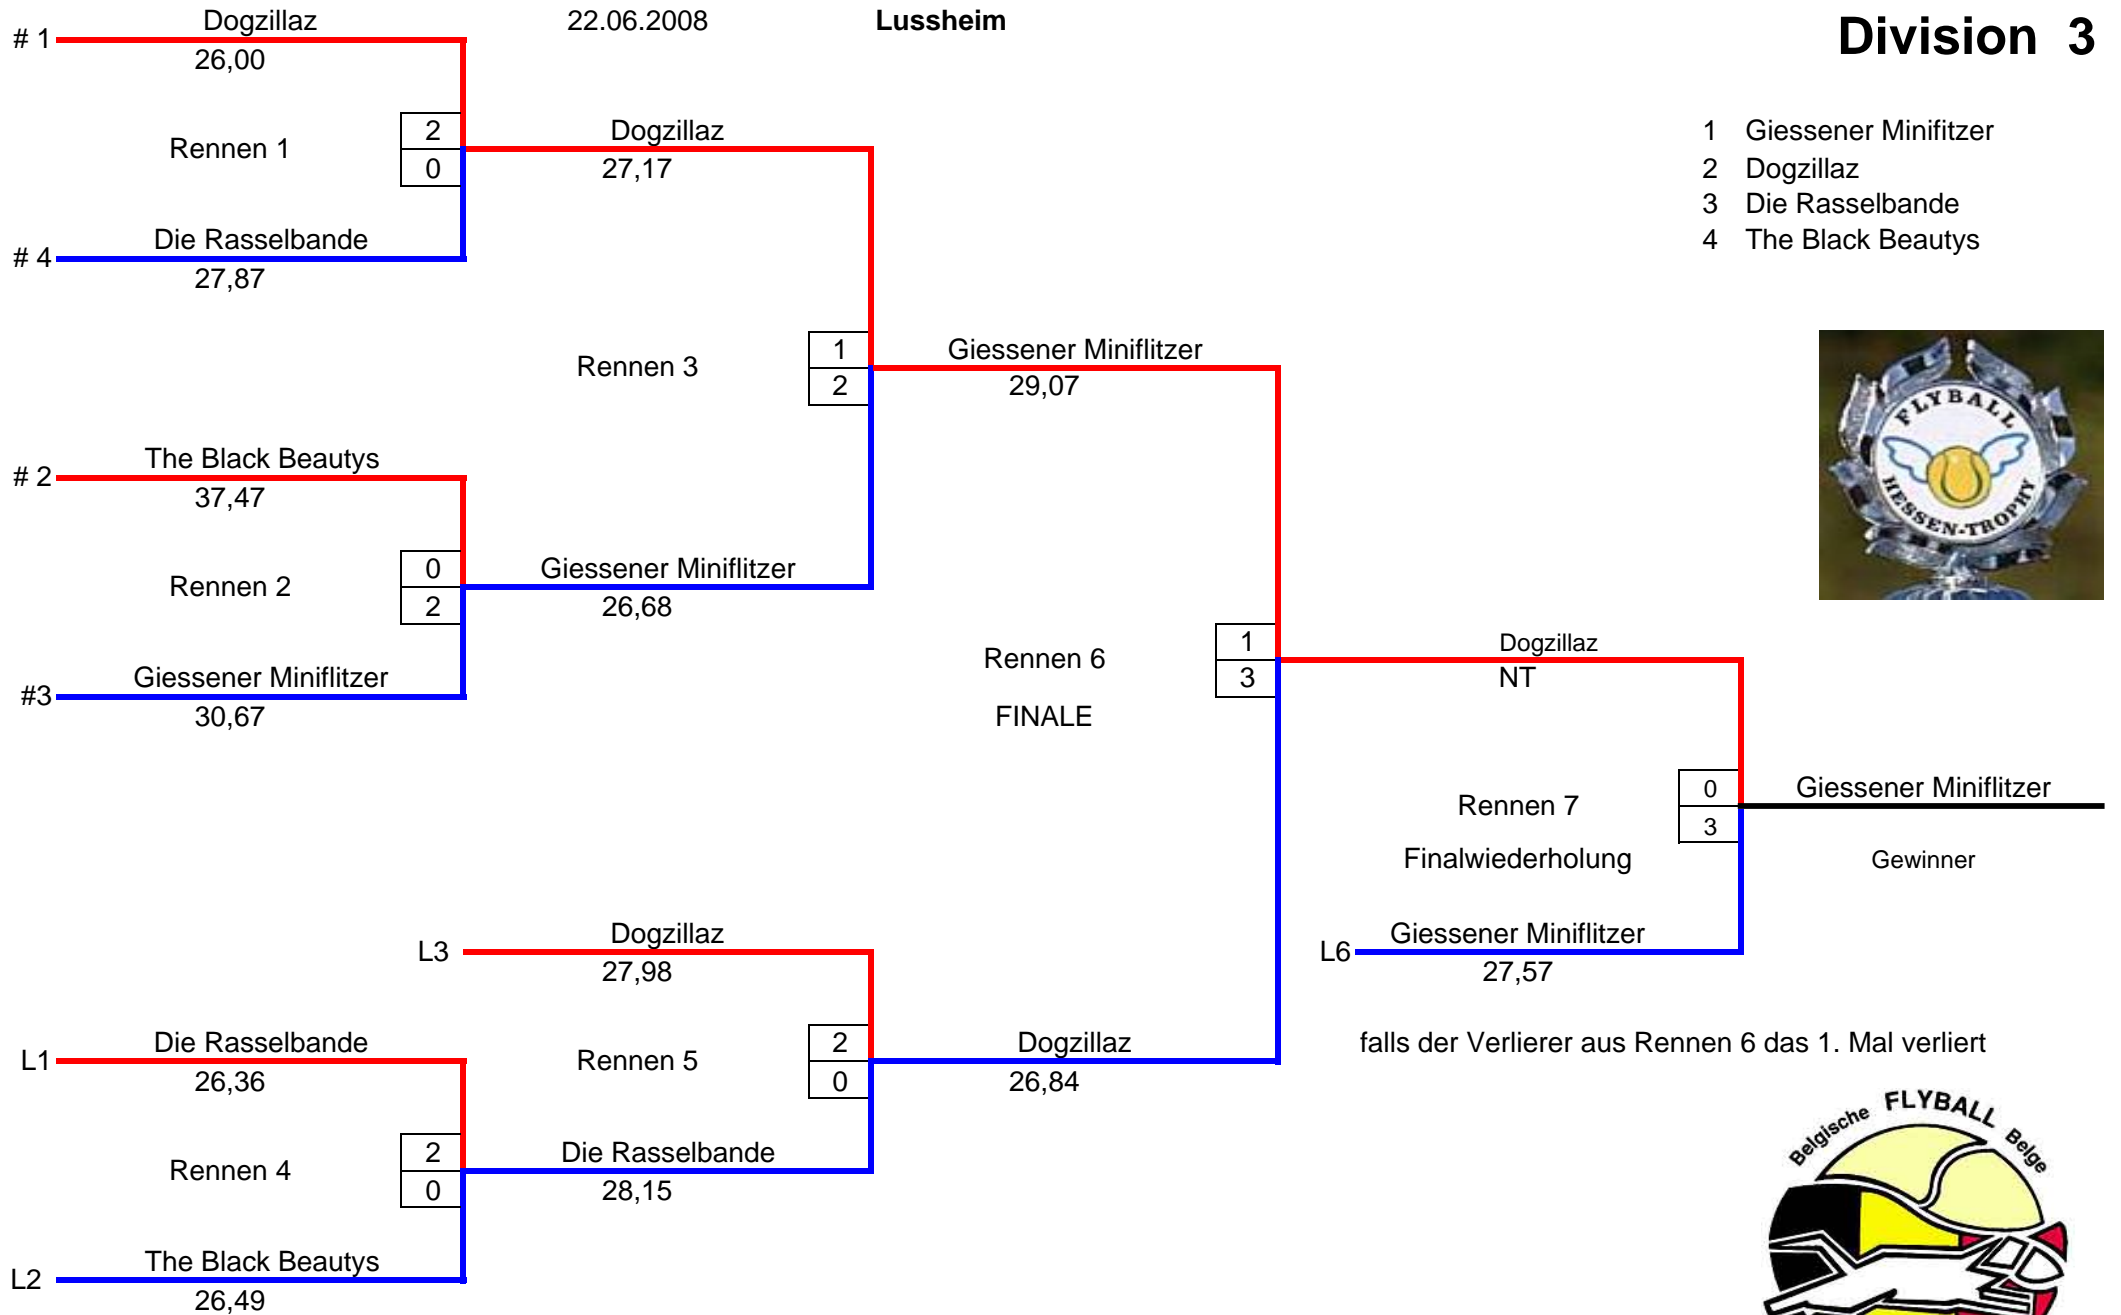 Dogzillaz 22.06.2008 Lussheim Division 3
# 1
26,00
1 Giessener Minifitzer
2 Dogzillaz
3 Die Rasselbande
4 The Black Beautys
Rennen 1
2
0
Dogzillaz
27,17
Die Rasselbande
# 4
27,87
Rennen 3
1
2
Giessener Miniflitzer
29,07
FLYBALL
HESSEN-TROPHY
The Black Beautys
# 2
37,47
Rennen 2
0
2
Giessener Miniflitzer
26,68
Giessener Miniflitzer
#3
30,67
Rennen 6
1
3
FINALE
Dogzillaz
NT
Rennen 7
0
3
Finalwiederholung
Giessener Miniflitzer
Gewinner
L3
Dogzillaz
27,98
L6
Giessener Miniflitzer
27,57
falls der Verlierer aus Rennen 6 das 1. Mal verliert
Die Rasselbande
L1
26,36
Rennen 5
2
0
Dogzillaz
26,84
Rennen 4
2
0
Die Rasselbande
28,15
The Black Beautys
L2
26,49
Belgische FLYBALL Belge